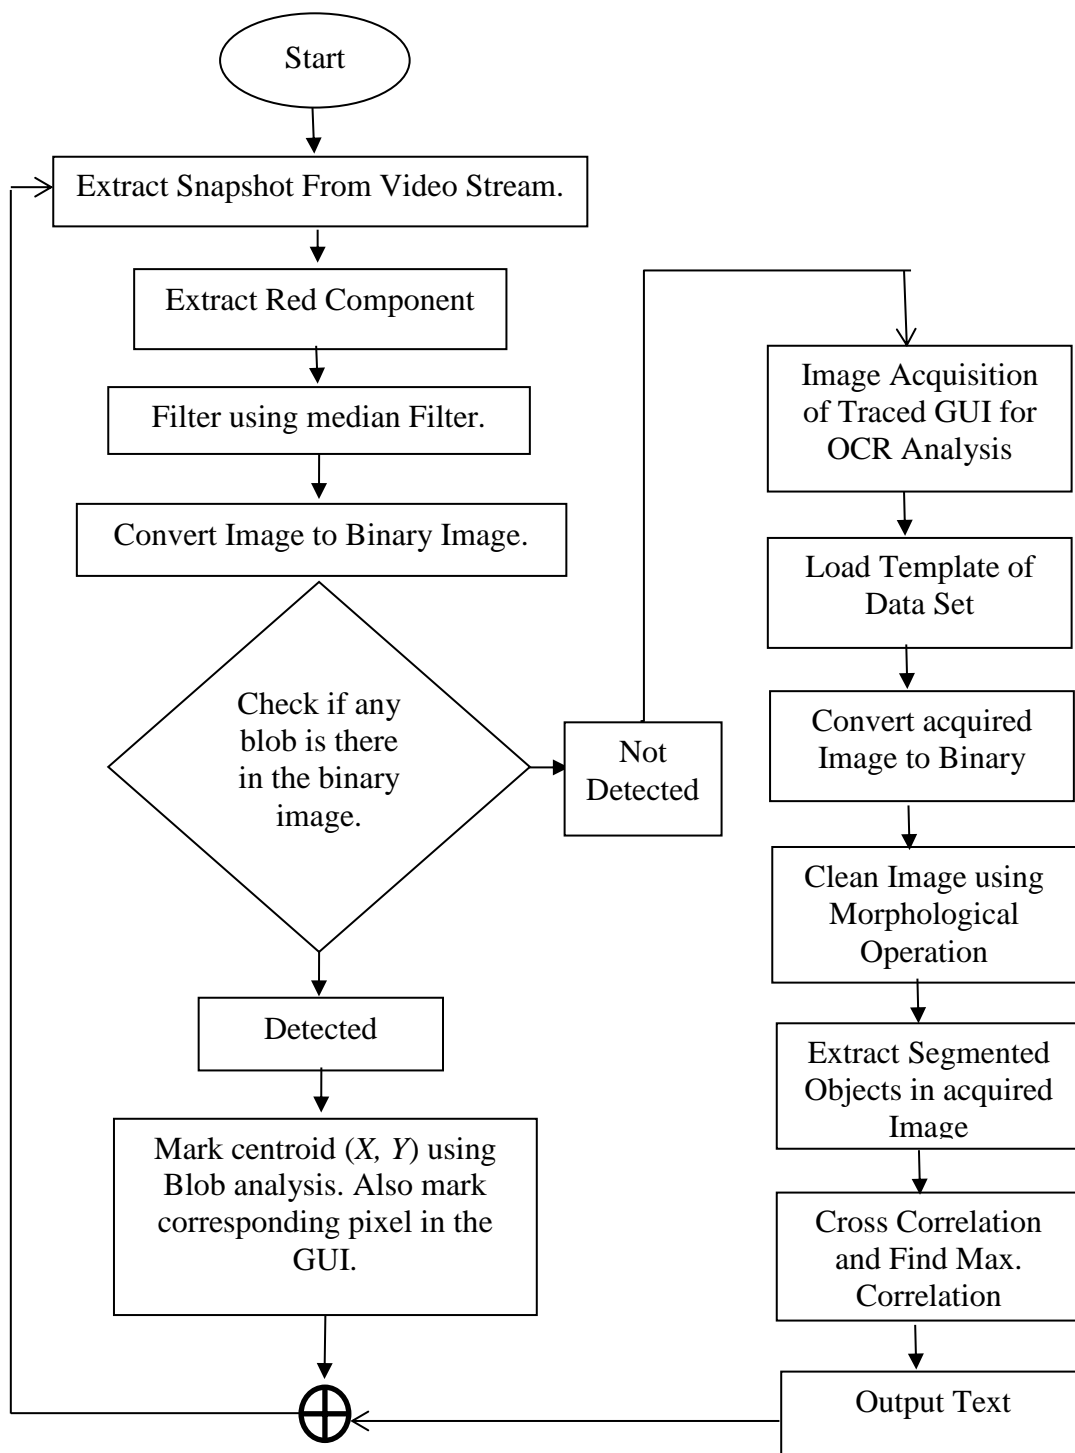 Start
Extract Snapshot From Video Stream.
Extract Red Component
Filter using median Filter.
Convert Image to Binary Image.
Check if any
blob is there
in the binary
image.
Not
Detected
Detected
Mark centroid (X, Y) using
Blob analysis. Also mark
corresponding pixel in the
GUI.
Image Acquisition
of Traced GUI for
OCR Analysis
Load Template of
Data Set
Convert acquired
Image to Binary
Clean Image using
Morphological
Operation
Extract Segmented
Objects in acquired
Image
Cross Correlation
and Find Max.
Correlation
Output Text